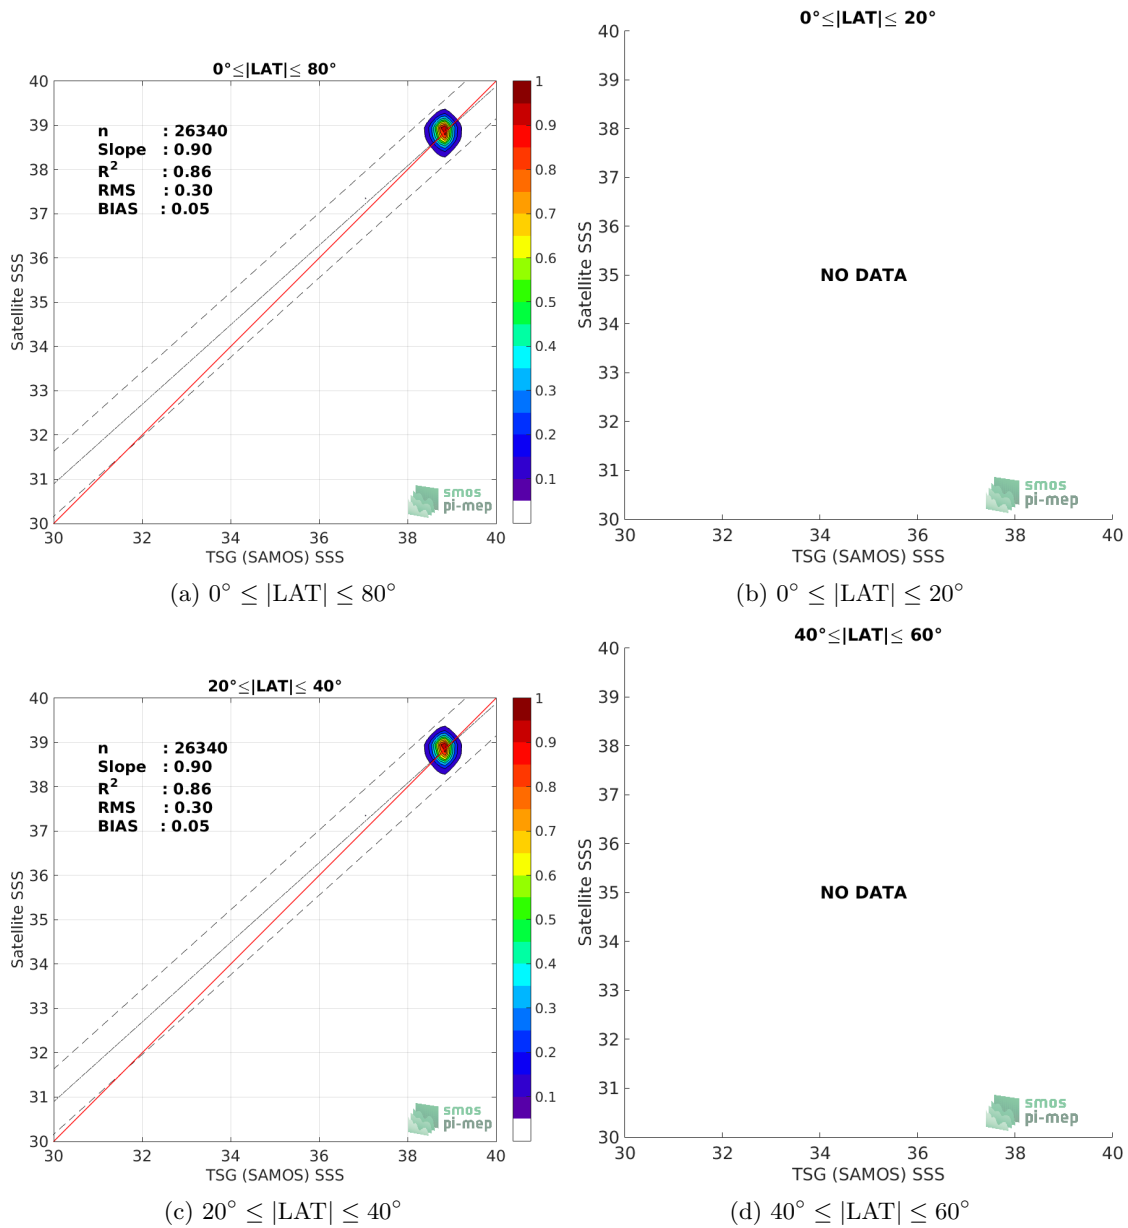 0°≤|LAT|≤ 80°
40
39
38
37
36
35
34
33
32
31
30
Satellite SSS
n : 26340
Slope : 0.90
R² : 0.86
RMS : 0.30
BIAS : 0.05
smos
pi-mep
30 32 34 36 38 40
TSG (SAMOS) SSS
1
0.9
0.8
0.7
0.6
0.5
0.4
0.3
0.2
0.1
(a) 0° ≤ |LAT| ≤ 80°
0°≤|LAT|≤ 20°
40
39
38
37
36
35
34
33
32
31
30
Satellite SSS
NO DATA
smos
pi-mep
30 32 34 36 38 40
TSG (SAMOS) SSS
(b) 0° ≤ |LAT| ≤ 20°
20°≤|LAT|≤ 40°
40
39
38
37
36
35
34
33
32
31
30
Satellite SSS
n : 26340
Slope : 0.90
R² : 0.86
RMS : 0.30
BIAS : 0.05
smos
pi-mep
30 32 34 36 38 40
TSG (SAMOS) SSS
1
0.9
0.8
0.7
0.6
0.5
0.4
0.3
0.2
0.1
(c) 20° ≤ |LAT| ≤ 40°
40°≤|LAT|≤ 60°
40
39
38
37
36
35
34
33
32
31
30
Satellite SSS
NO DATA
smos
pi-mep
30 32 34 36 38 40
TSG (SAMOS) SSS
(d) 40° ≤ |LAT| ≤ 60°